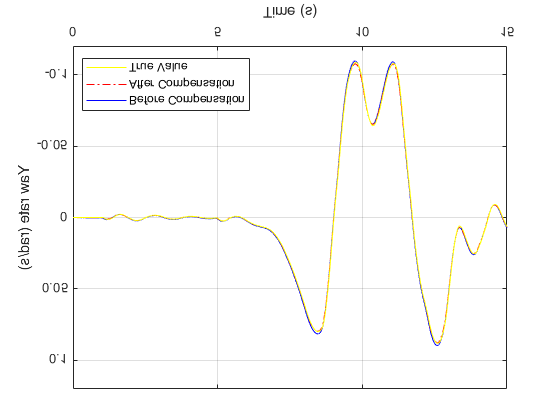 Time (s)
0
5
10
15
-0.1
-0.05
0
0.05
0.1
Yaw rate (rad/s)
True Value
After Compensation
Before Compensation